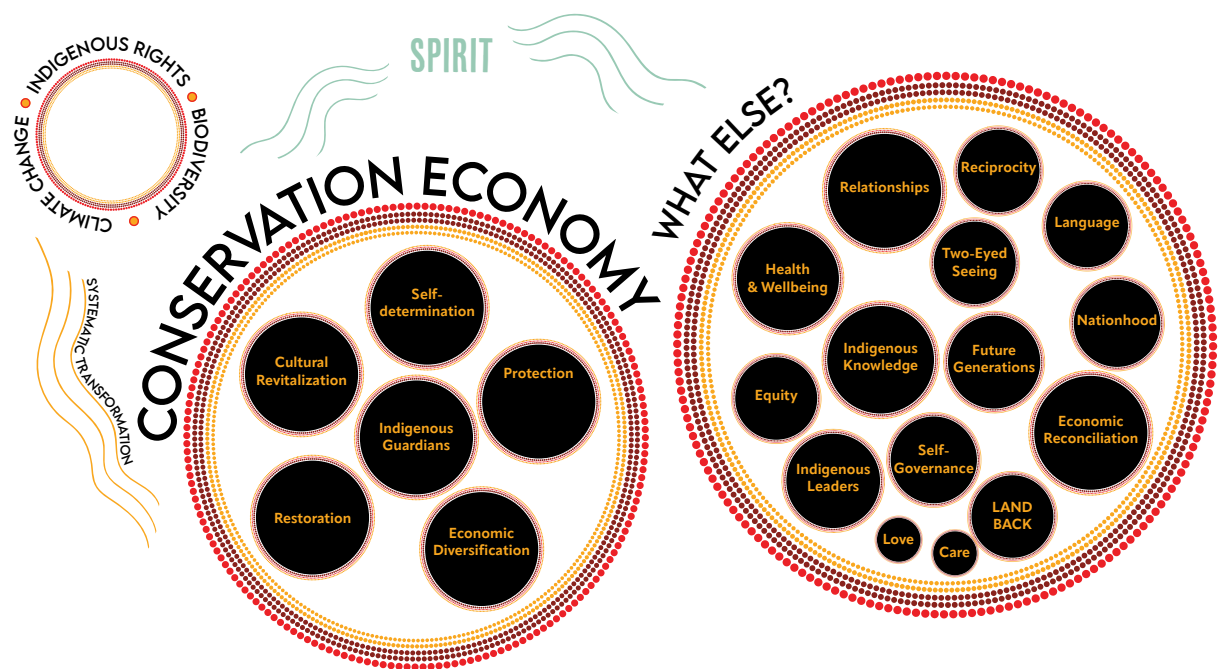 SPIRIT
INDIGENOUS RIGHTS
BIODIVERSITY
CLIMATE CHANGE
SYSTEMATIC TRANSFORMATION
CONSERVATION ECONOMY
Self-
determination
Cultural
Revitalization
Protection
Indigenous
Guardians
Restoration
Economic
Diversification
WHAT ELSE?
Relationships
Reciprocity
Language
Two-Eyed
Seeing
Health
& Wellbeing
Nationhood
Indigenous
Knowledge
Future
Generations
Equity
Economic
Reconciliation
Self-
Governance
Indigenous
Leaders
LAND
BACK
Love
Care